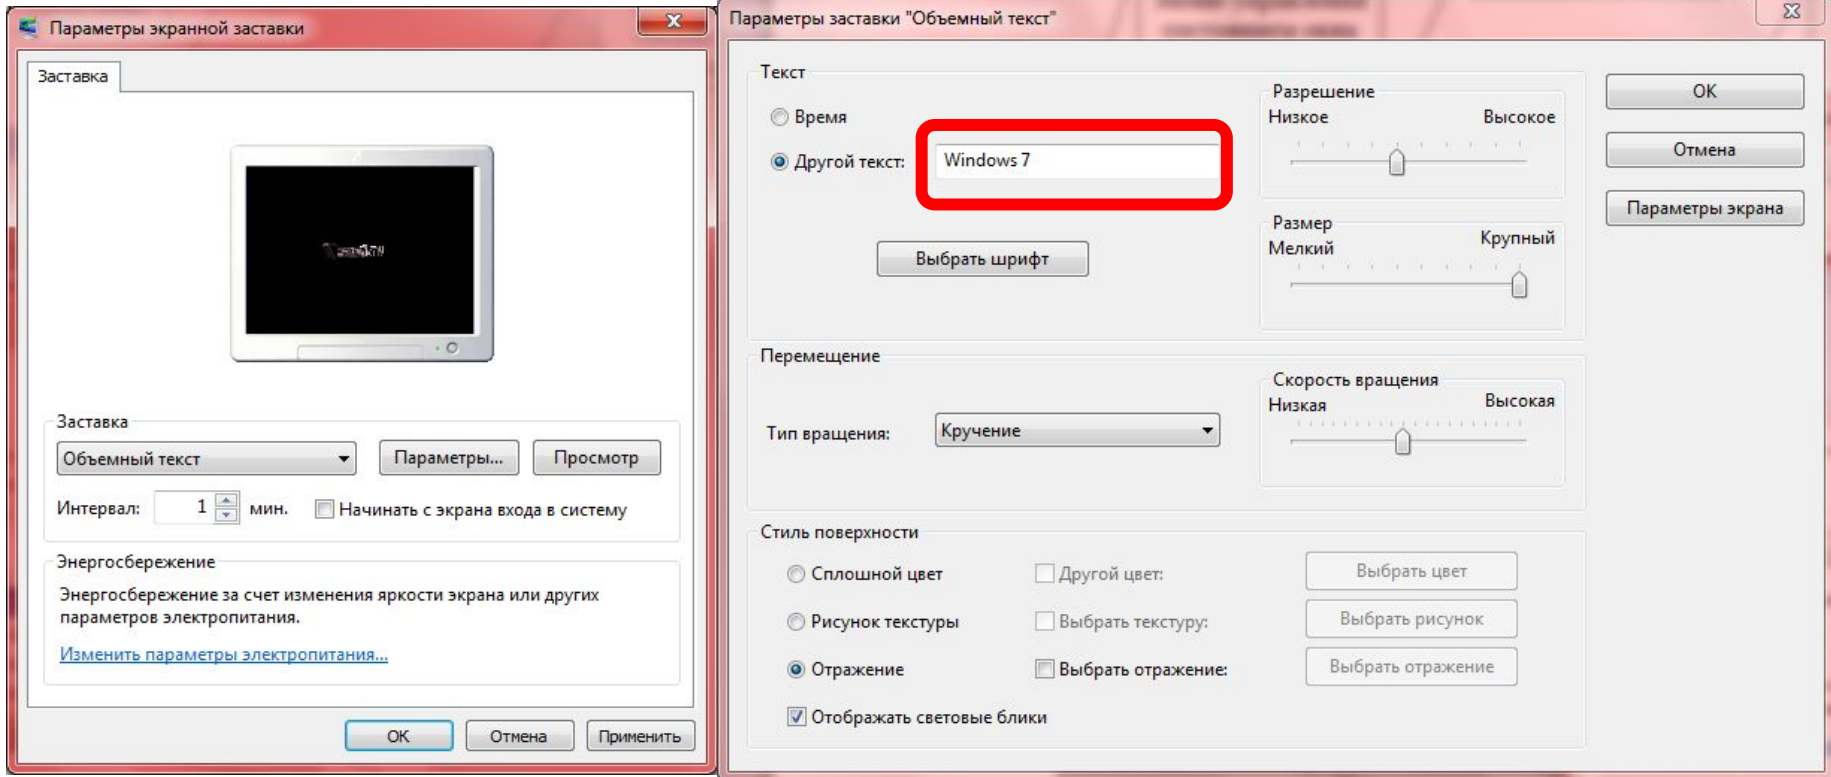 Параметры экранной заставки
Заставка
Заставка
Объемный текст
Параметры...
Просмотр
Интервал:
1
мин.
Начинать с экрана входа в систему
Энергосбережение
Энергосбережение за счет изменения яркости экрана или других
параметров электропитания.
Изменить параметры электропитания...
OK
Отмена
Применить
Параметры заставки "Объемный текст"
Текст
Время
Другой текст:
Windows 7
Выбрать шрифт
Разрешение
Низкое
Высокое
Размер
Мелкий
Крупный
OK
Отмена
Параметры экрана
Перемещение
Тип вращения:
Кручение
Скорость вращения
Низкая
Высокая
Стиль поверхности
Сплошной цвет
Другой цвет:
Выбрать цвет
Рисунок текстуры
Выбрать текстуру:
Выбрать рисунок
Отражение
Выбрать отражение:
Выбрать отражение
Отображать световые блики